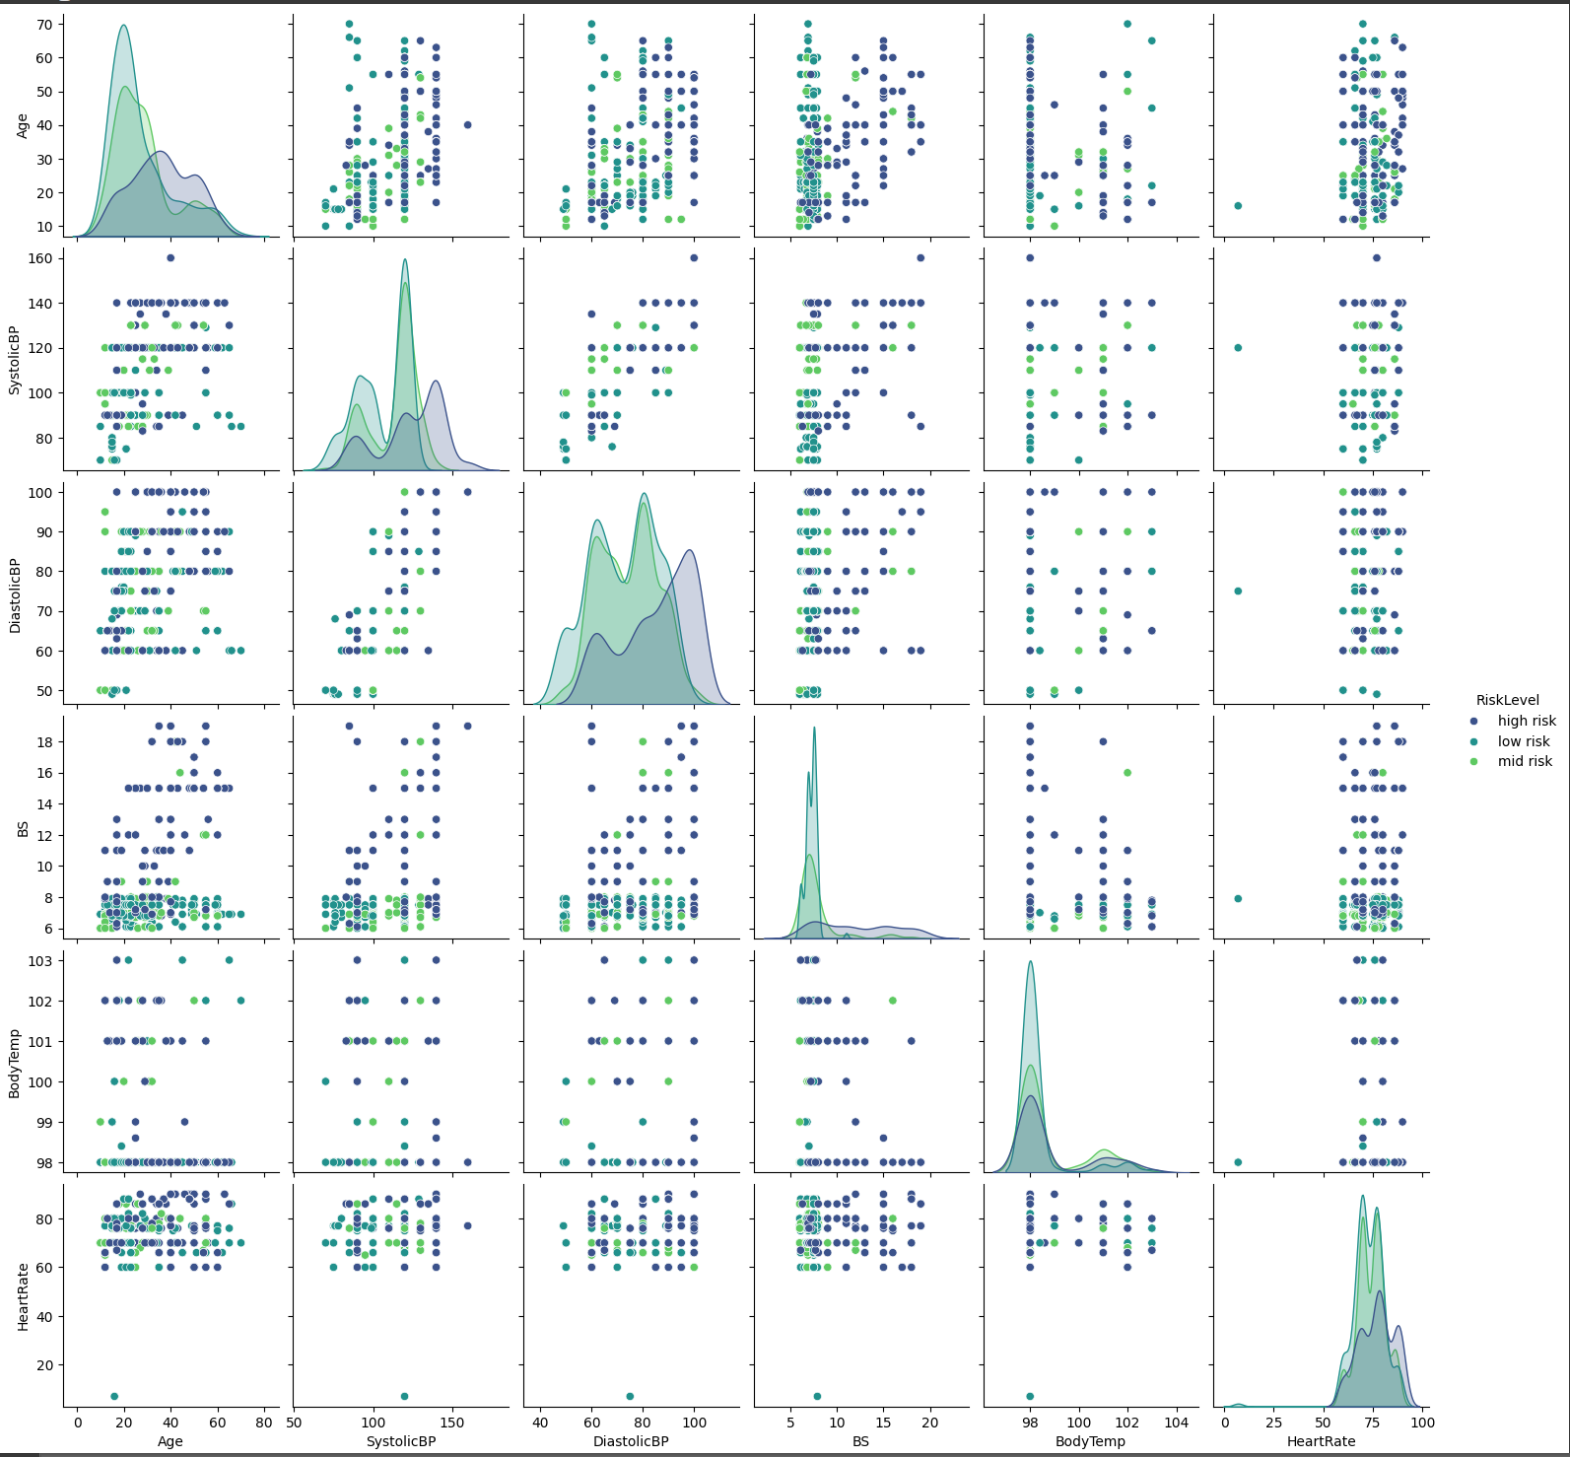 70
60
50
40
30
20
10
Age
160
140
120
100
80
SystolicBP
100
90
80
70
60
50
DiastolicBP
18
16
14
12
10
8
6
BS
RiskLevel
high risk
low risk
mid risk
103
102
101
100
99
98
BodyTemp
80
60
40
20
HeartRate
0 20 40 60 80
50 100 150
40 60 80 100
5 10 15 20
98 100 102 104
0 25 50 75 100
Age SystolicBP DiastolicBP BS BodyTemp HeartRate